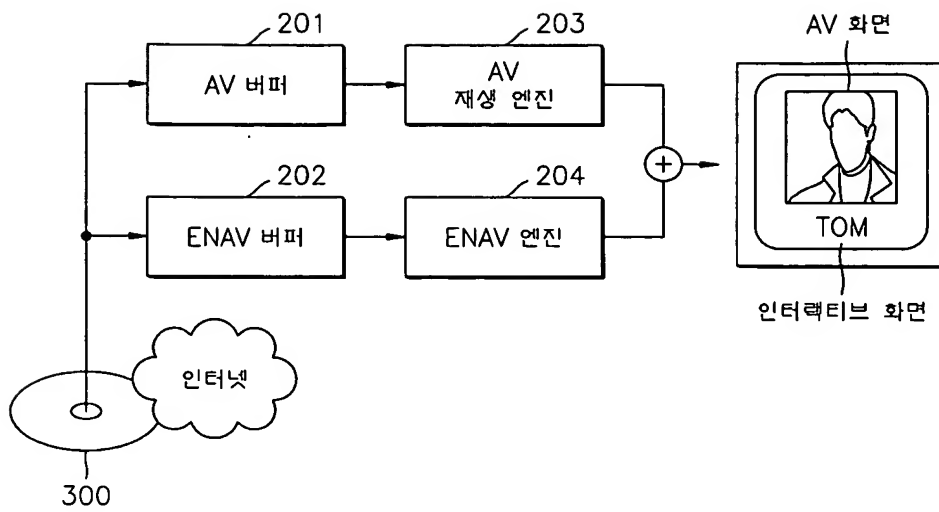 201
203
AV 화면
AV 버퍼
AV
재생 엔진
202
204
ENAV 버퍼
ENAV 엔진
TOM
인터랙티브 화면
인터넷
300